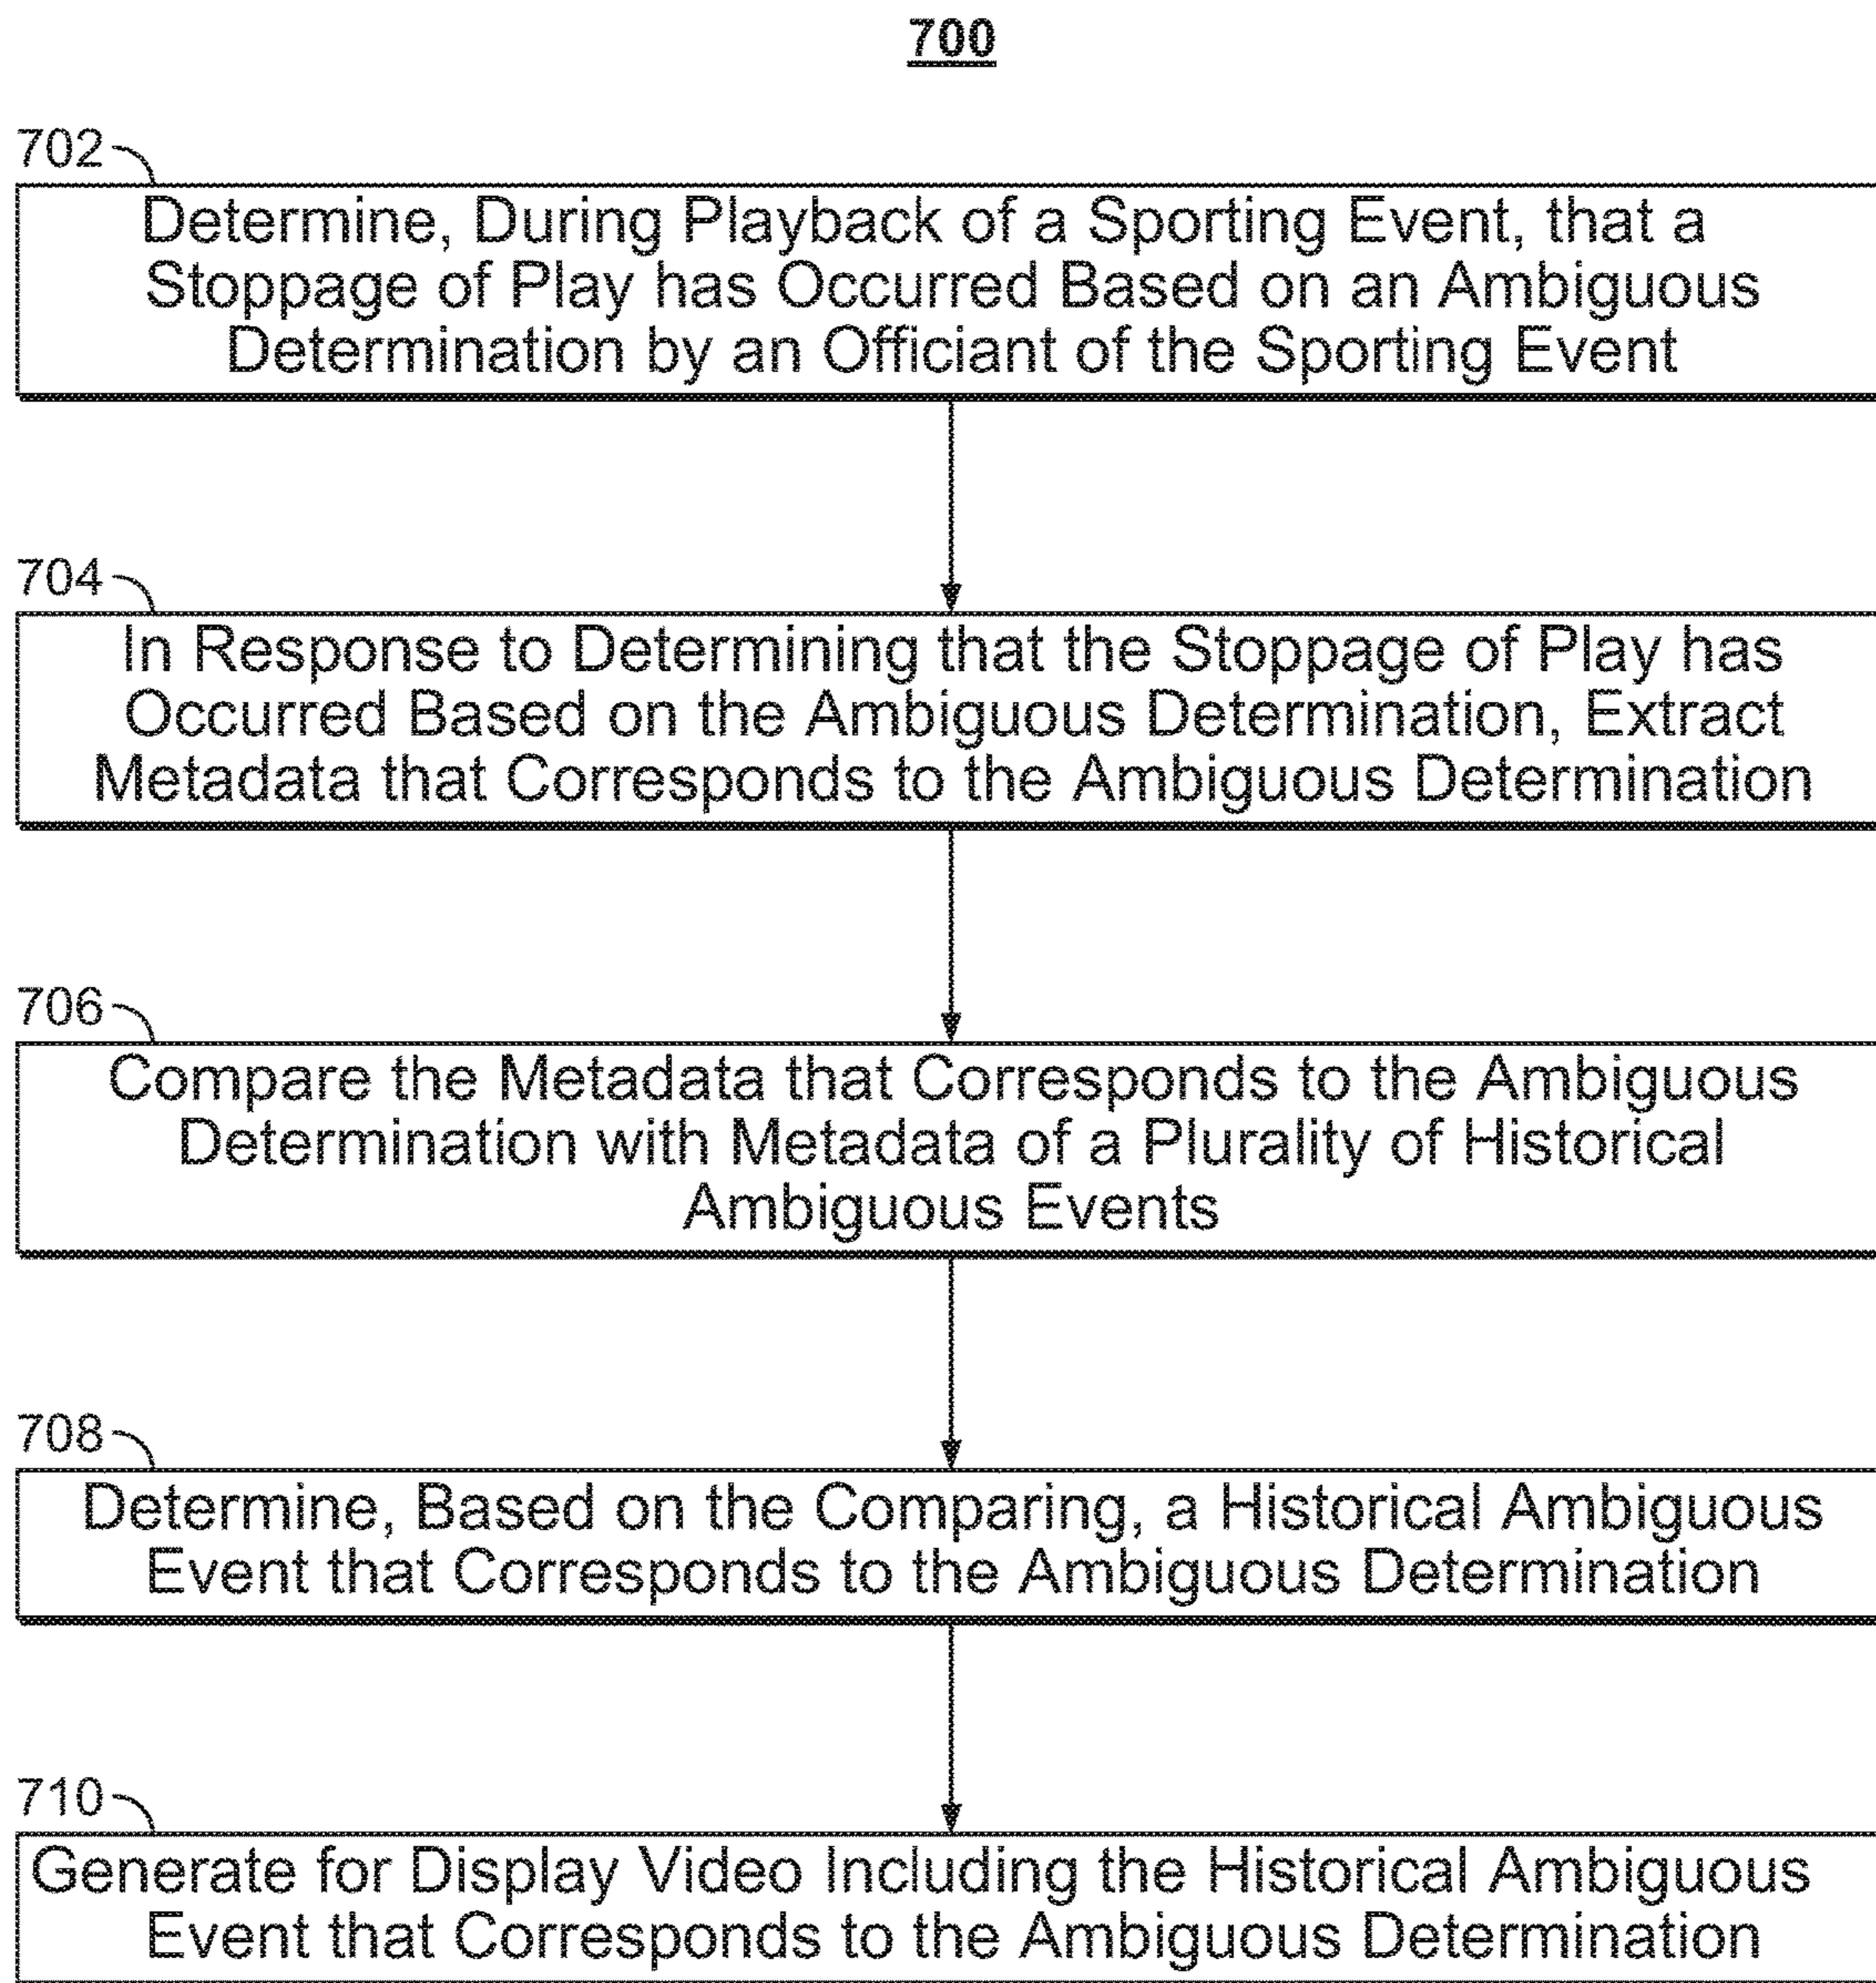 700
702
Determine, During Playback of a Sporting Event, that a
Stoppage of Play has Occurred Based on an Ambiguous
Determination by an Officiant of the Sporting Event
704
In Response to Determining that the Stoppage of Play has
Occurred Based on the Ambiguous Determination, Extract
Metadata that Corresponds to the Ambiguous Determination
706
Compare the Metadata that Corresponds to the Ambiguous
Determination with Metadata of a Plurality of Historical
Ambiguous Events
708
Determine, Based on the Comparing, a Historical Ambiguous
Event that Corresponds to the Ambiguous Determination
710
Generate for Display Video Including the Historical Ambiguous
Event that Corresponds to the Ambiguous Determination